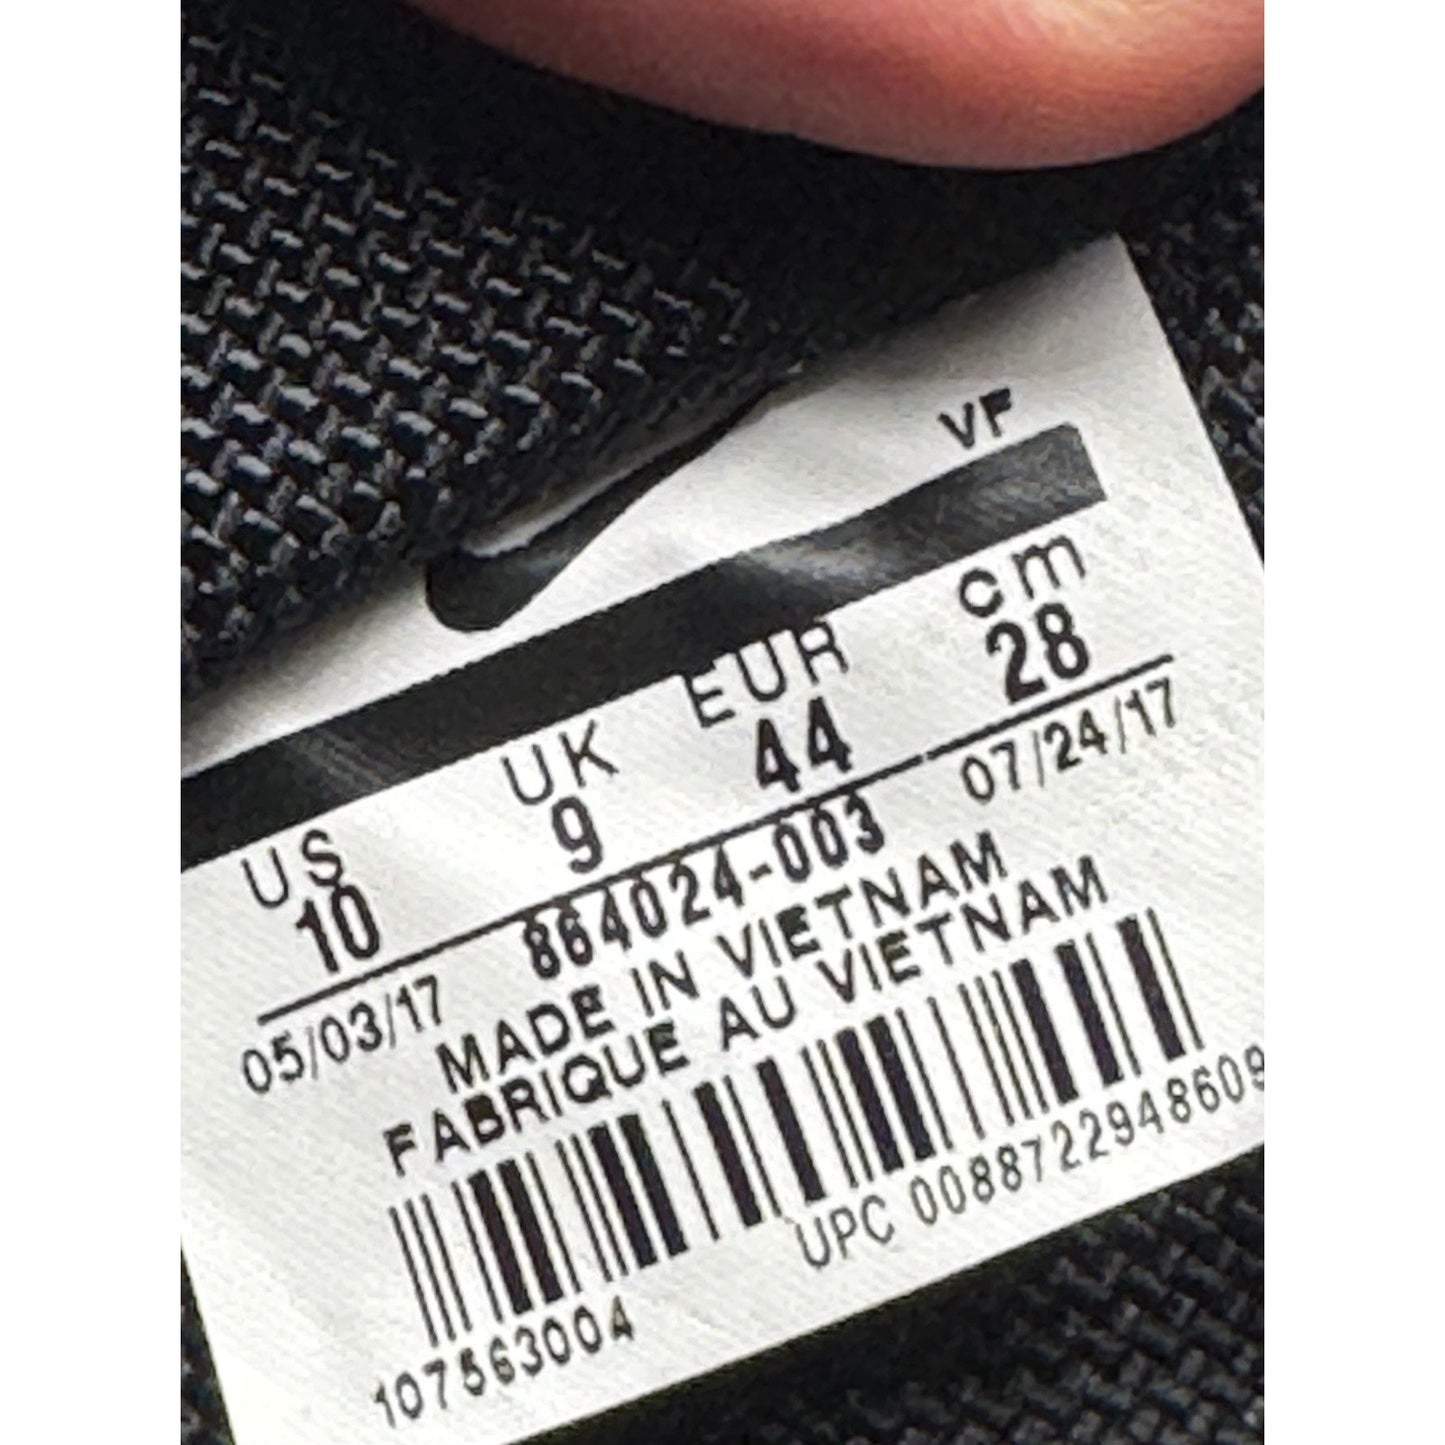 VF
US UK EUR cm
10 9 44 28
05/03/17 864024-003 07/24/17
MADE IN VIETNAM
FABRIQUE AU VIETNAM
UPC 0088722948609
107563004